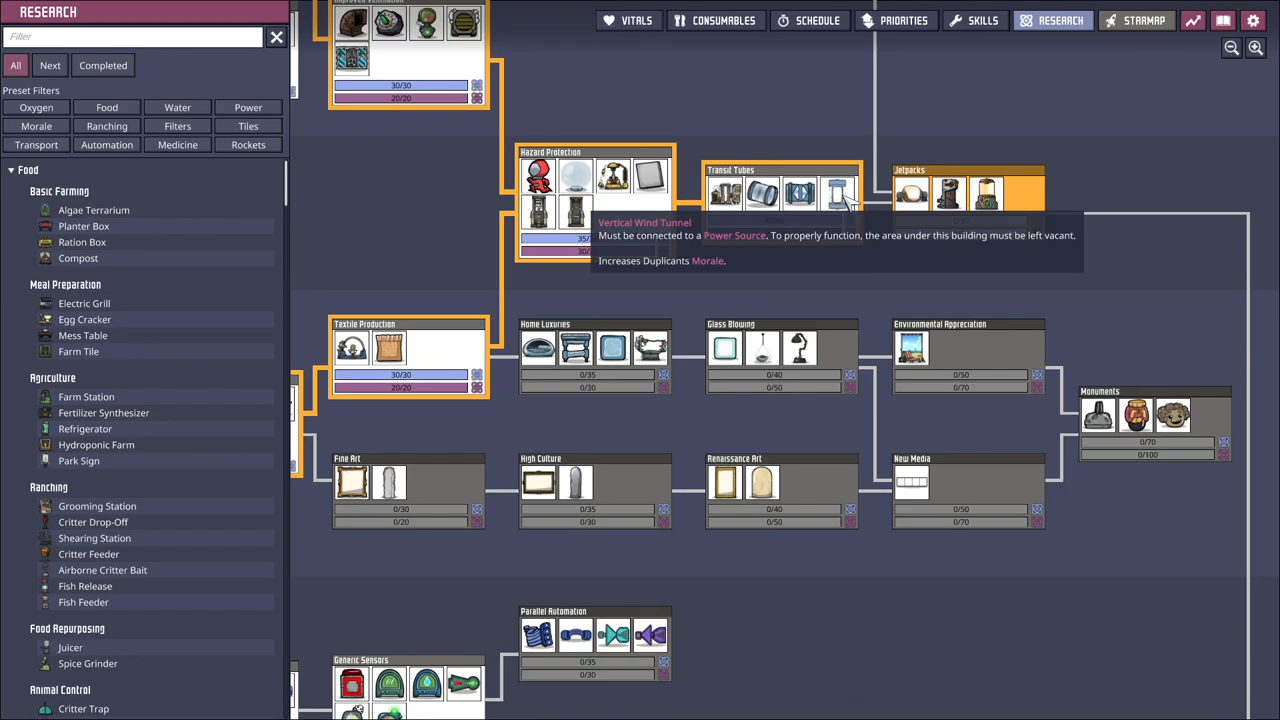 RESEARCH
VITALS
CONSUMABLES
SCHEDULE
PRIORITIES
SKILLS
RESEARCH
STARMAP
Filter
All
Next
Completed
Preset Filters
Oxygen
Food
Water
Power
Morale
Ranching
Filters
Tiles
Transport
Automation
Medicine
Rockets
Food
Basic Farming
Algae Terrarium
Planter Box
Ration Box
Compost
Meal Preparation
Electric Grill
Egg Cracker
Mess Table
Farm Tile
Agriculture
Farm Station
Fertilizer Synthesizer
Refrigerator
Hydroponic Farm
Park Sign
Ranching
Grooming Station
Critter Drop-Off
Shearing Station
Critter Feeder
Airborne Critter Bait
Fish Release
Fish Feeder
Food Repurposing
Juicer
Spice Grinder
Animal Control
Critter Trap
Improved Ventilation
30/30
20/20
Hazard Protection
Transit Tubes
Jetpacks
Vertical Wind Tunnel
Must be connected to a Power Source. To properly function, the area under this building must be left vacant.
Increases Duplicants Morale.
Textile Production
30/30
20/20
Home Luxuries
0/35
0/30
Glass Blowing
0/40
0/50
Environmental Appreciation
0/50
0/70
Monuments
0/70
0/100
Fine Art
0/30
0/20
High Culture
0/35
0/30
Renaissance Art
0/40
0/50
New Media
0/50
0/70
Parallel Automation
0/35
0/30
Generic Sensors